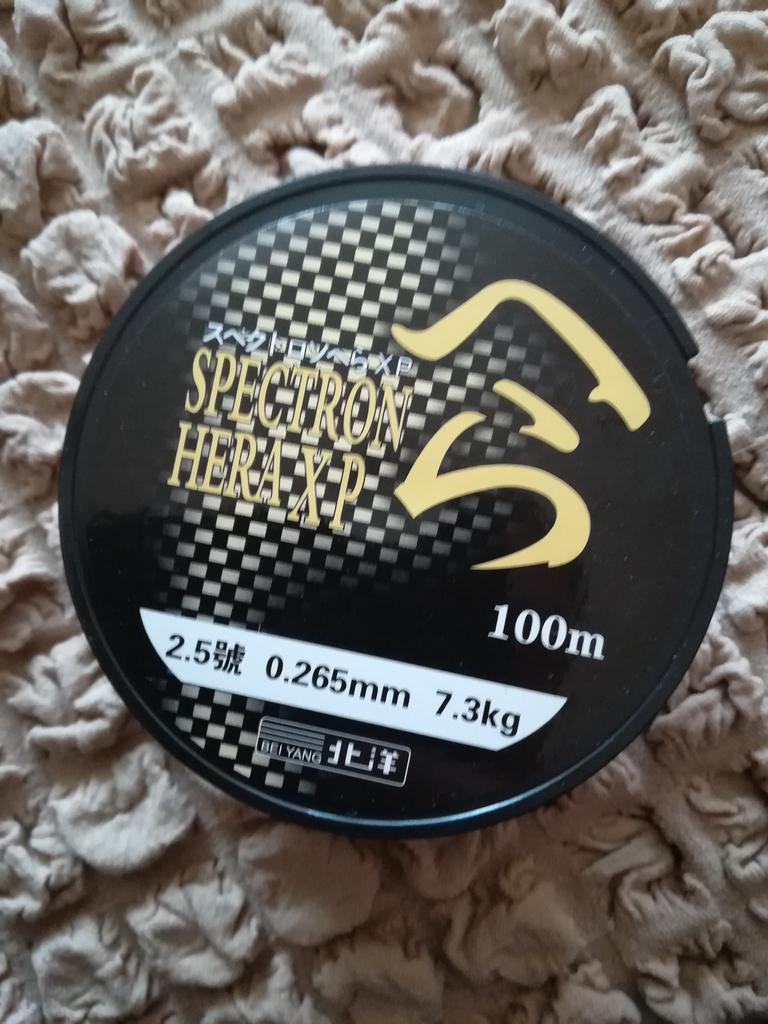 スペクトロンへらXP
SPECTRON
HERA XP
へら
100m
2.5號 0.265mm 7.3kg
BEI YANG 北洋